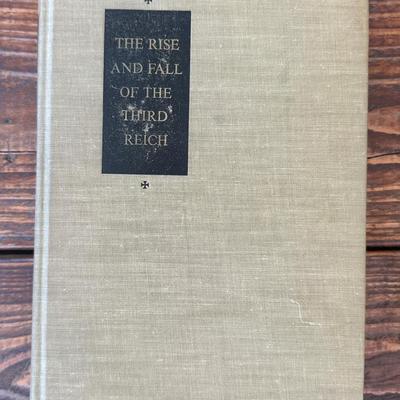 THE RISE
AND FALL
OF THE
THIRD
REICH